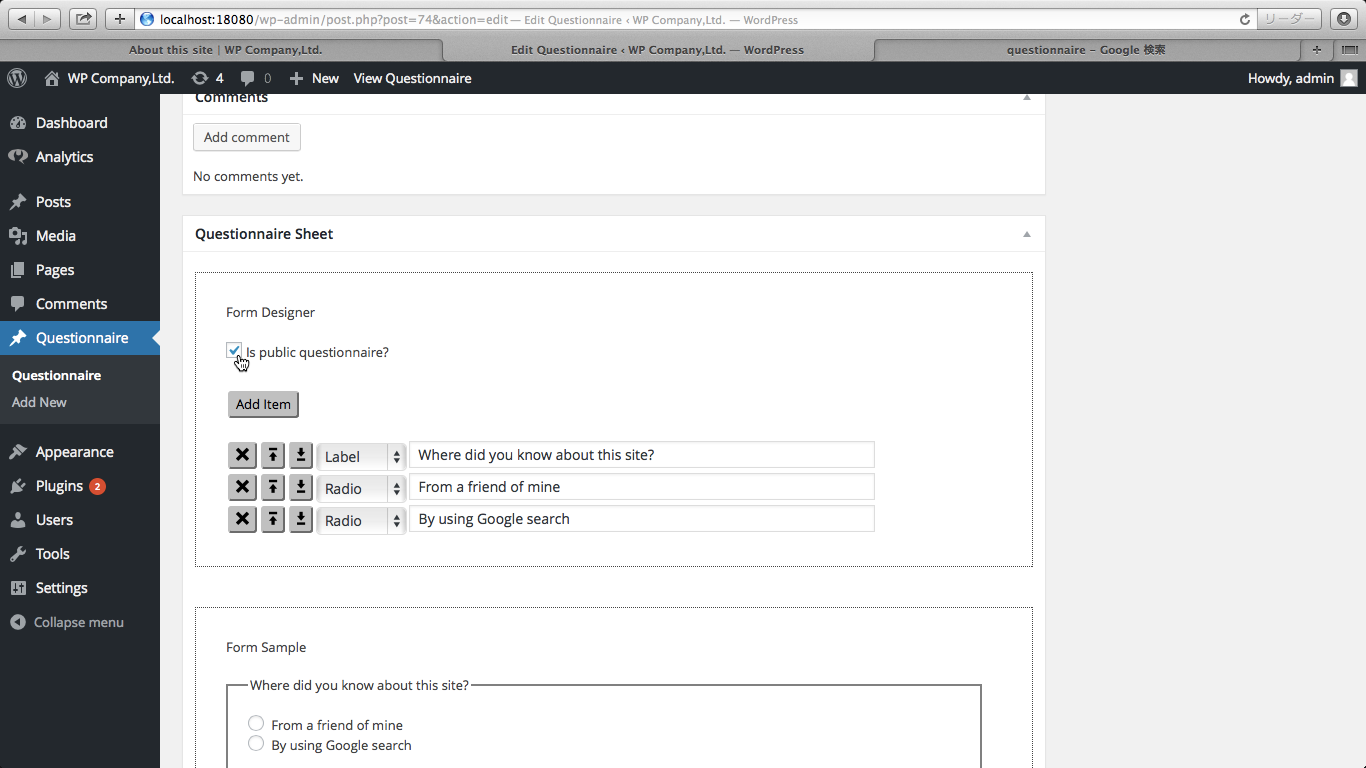 localhost:18080/wp-admin/post.php?post=74&action=edit — Edit Questionnaire ‹ WP Company,Ltd. — WordPress リーダー
About this site | WP Company,Ltd. Edit Questionnaire ‹ WP Company,Ltd. — WordPress questionnaire – Google 検索
WP Company,Ltd. 4 0 New View Questionnaire Howdy, admin
Dashboard
Analytics
Posts
Media
Pages
Comments
Questionnaire
Questionnaire
Add New
Appearance
Plugins 2
Users
Tools
Settings
Collapse menu
Comments
Add comment
No comments yet.
Questionnaire Sheet
Form Designer
Is public questionnaire?
Add Item
Label Where did you know about this site?
Radio From a friend of mine
Radio By using Google search
Form Sample
Where did you know about this site?
From a friend of mine
By using Google search